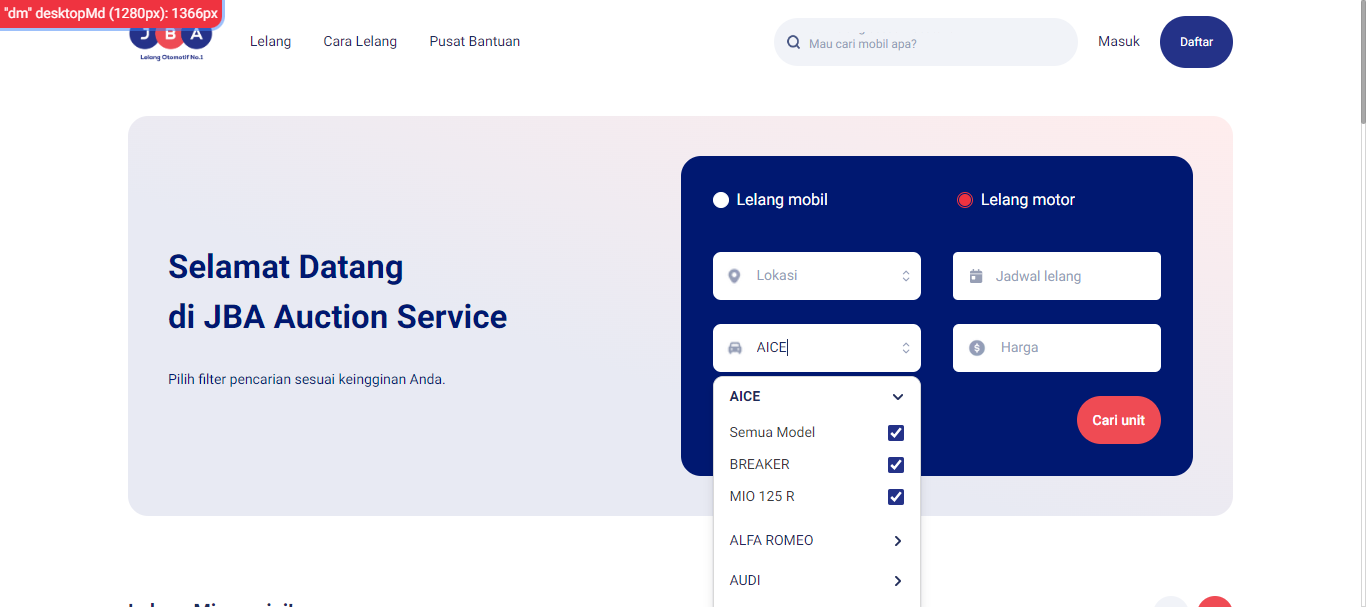 "dm" desktopMd (1280px): 1366px
J B A
Lelang Otomotif No.1
Lelang
Cara Lelang
Pusat Bantuan
Mau cari mobil apa?
Masuk
Daftar
Selamat Datang
di JBA Auction Service
Pilih filter pencarian sesuai keingginan Anda.
Lelang mobil
Lelang motor
Lokasi
Jadwal lelang
AICE
Harga
AICE
Semua Model
BREAKER
MIO 125 R
ALFA ROMEO
AUDI
Cari unit